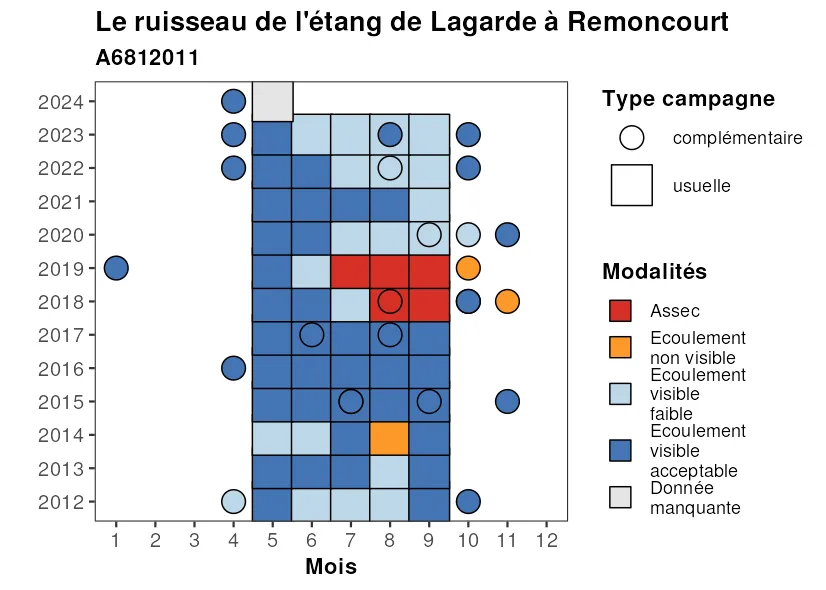 Le ruisseau de l'étang de Lagarde à Remoncourt
A6812011
2024
2023
2022
2021
2020
2019
2018
2017
2016
2015
2014
2013
2012
1 2 3 4 5 6 7 8 9 10 11 12
Mois
Type campagne
complémentaire
usuelle
Modalités
Assec
Ecoulement
non visible
Ecoulement
visible
faible
Ecoulement
visible
acceptable
Donnée
manquante